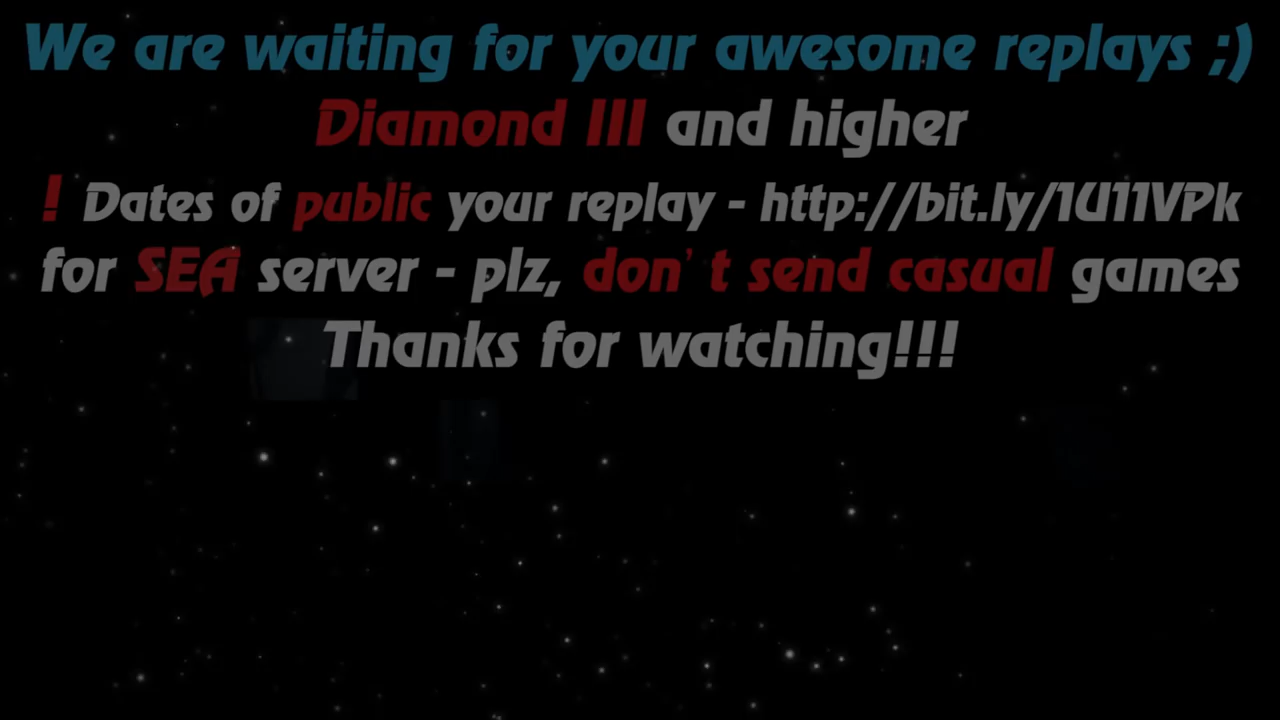 We are waiting for your awesome replays ;)
Diamond III and higher
! Dates of public your replay - http://bit.ly/1U11VPk
for SEA server - plz, don't send casual games
Thanks for watching!!!